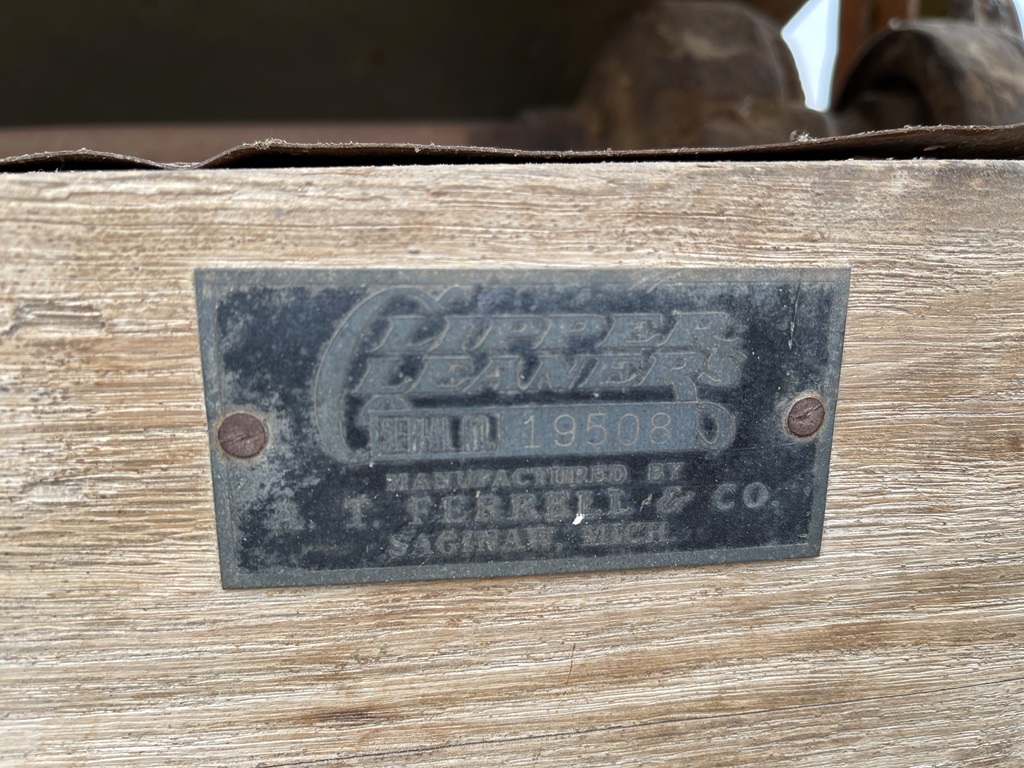 CLIPPER
CLEANERS
SERIAL NO. 19508
MANUFACTURED BY
A. T. FERRELL & CO.
SAGINAW, MICH.